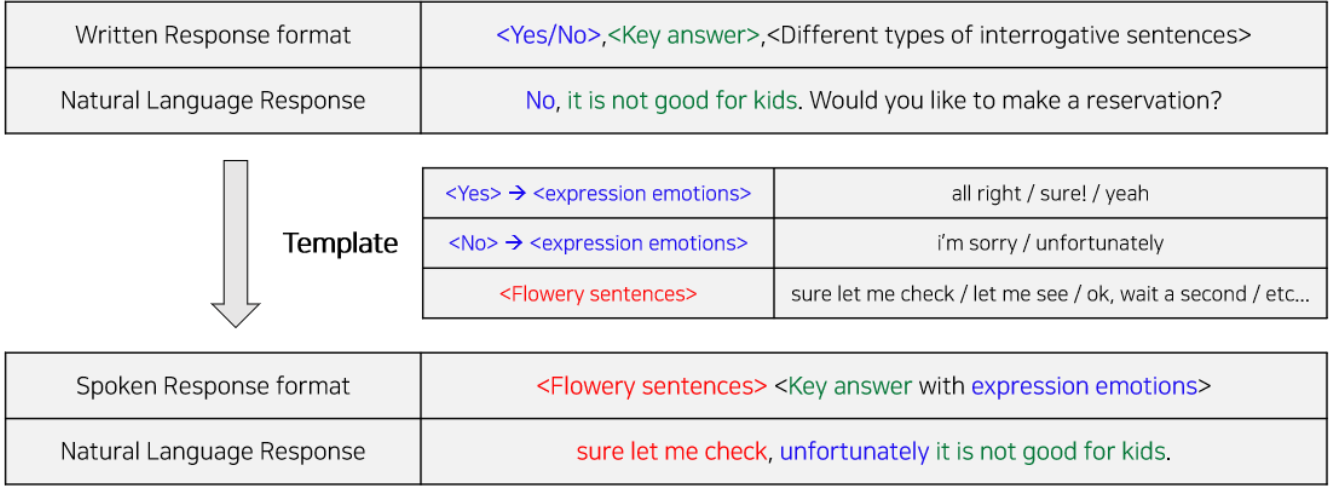 Written Response format
<Yes/No>,<Key answer>,<Different types of interrogative sentences>
Natural Language Response
No, it is not good for kids. Would you like to make a reservation?
Template
<Yes> → <expression emotions>
all right / sure! / yeah
<No> → <expression emotions>
i'm sorry / unfortunately
<Flowery sentences>
sure let me check / let me see / ok, wait a second / etc...
Spoken Response format
<Flowery sentences> <Key answer with expression emotions>
Natural Language Response
sure let me check, unfortunately it is not good for kids.